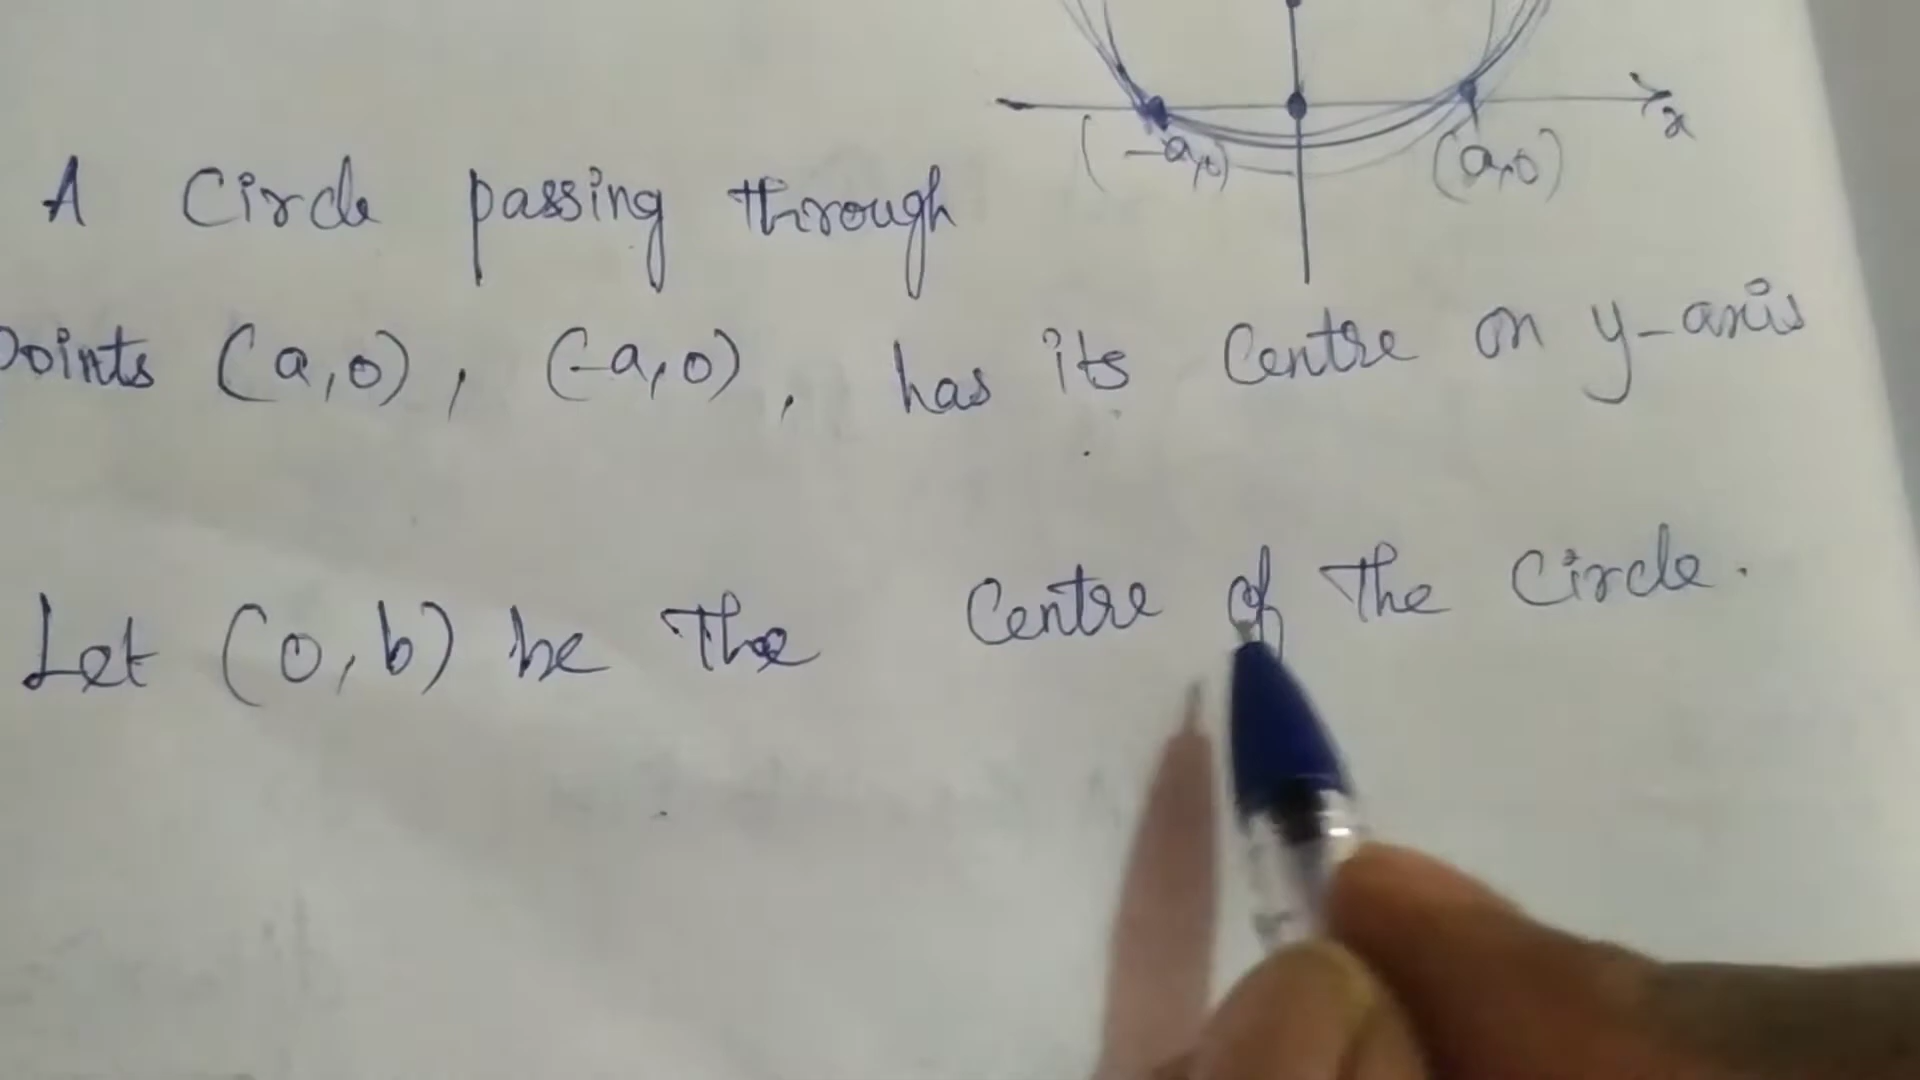 x
(-a,0) (a,0)
A Circle passing through
Points (a,0), (-a,0), has its Centre on y-axis
Let (0,b) be the Centre of the Circle.